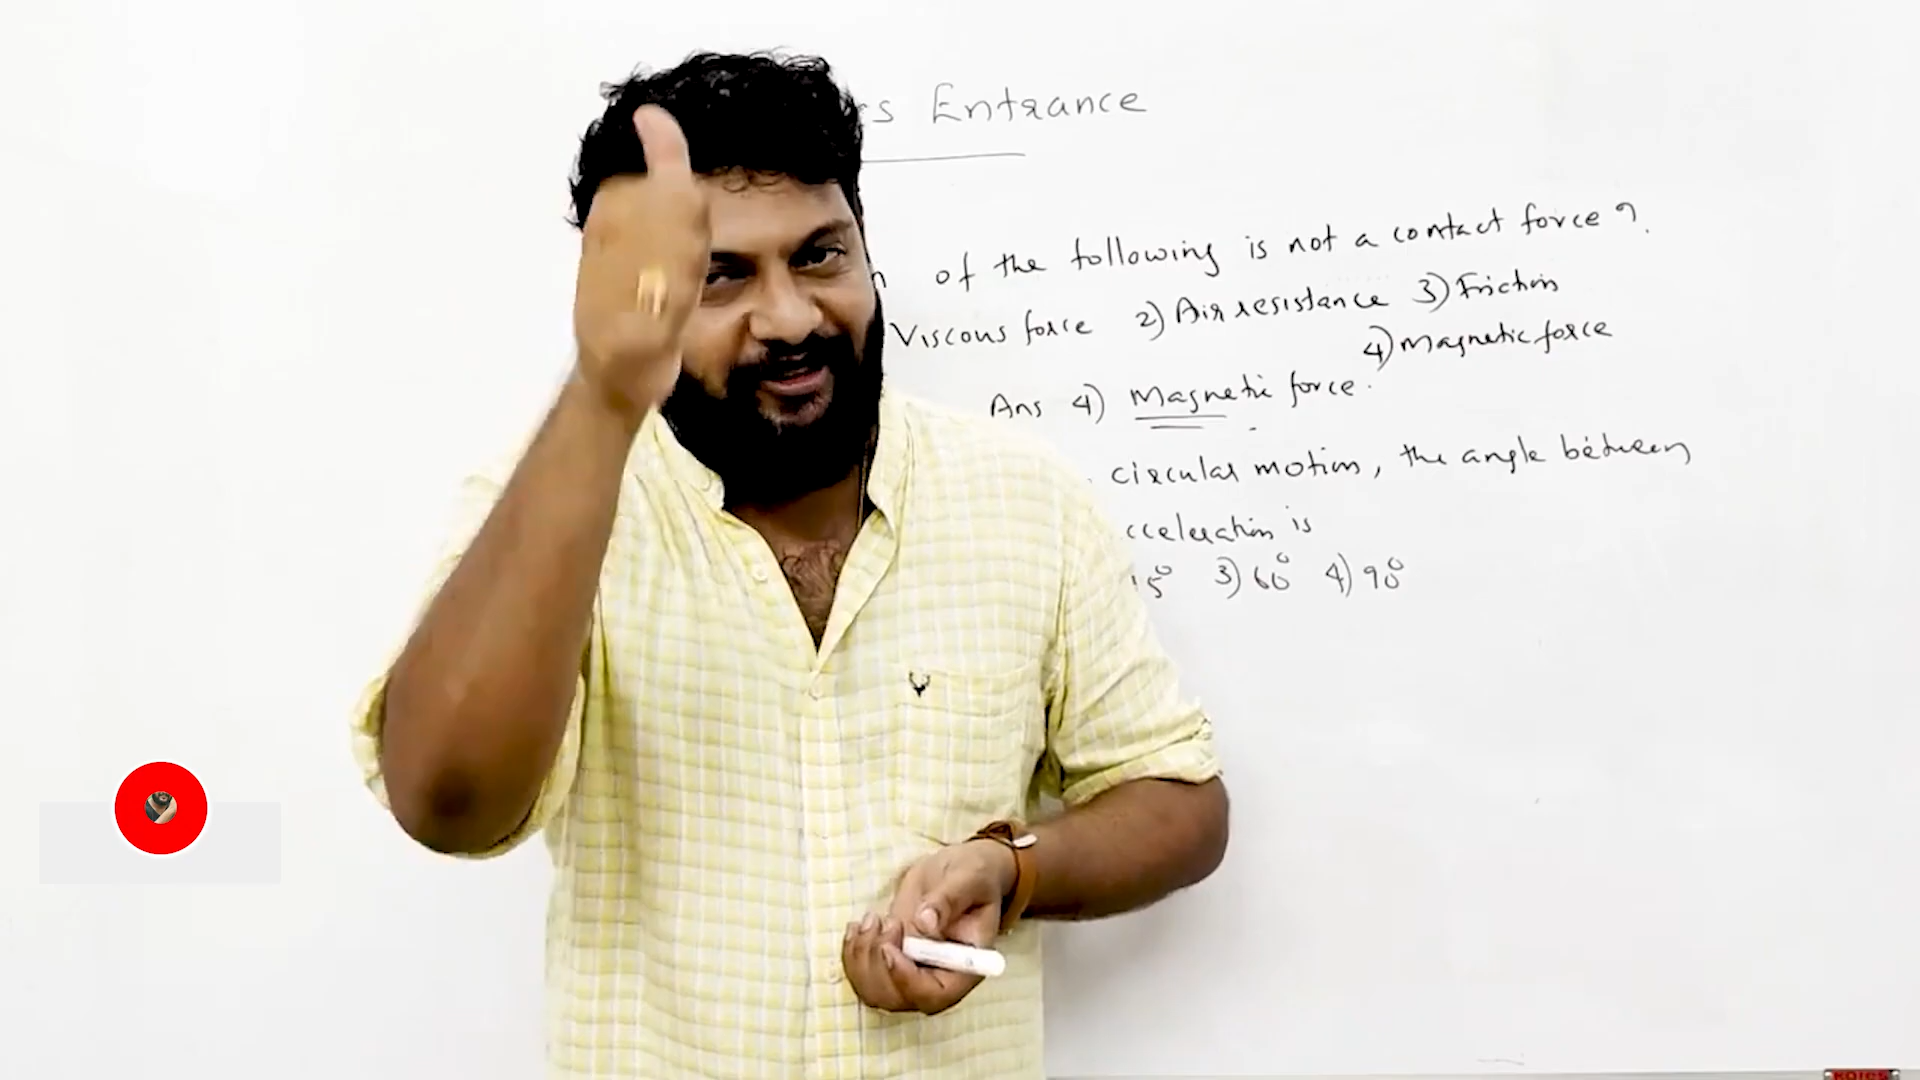 Entrance
of the following is not a contact force ?
Viscous force 2) Air resistance 3) Friction
4) Magnetic force
Ans 4) Magnetic force.
circular motion, the angle between
is
3) 60° 4) 90°
KORES